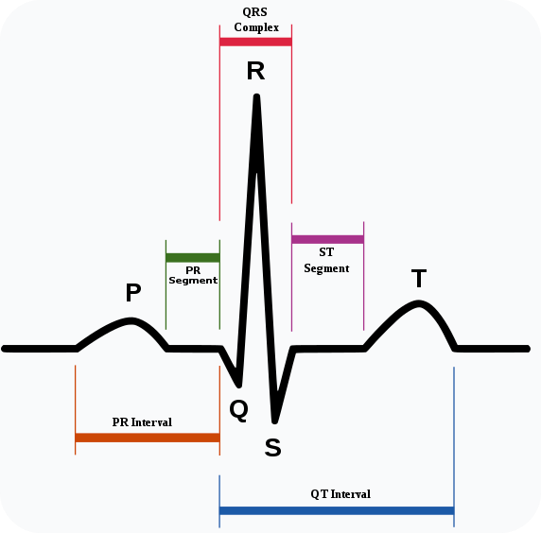 QRS
Complex
R
ST
Segment
PR
Segment
P
T
Q
PR Interval
S
QT Interval